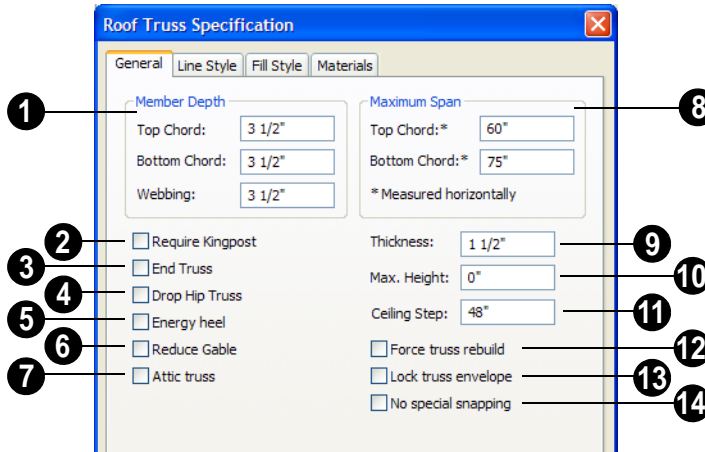 Roof Truss Specification
General Line Style Fill Style Materials
1 Member Depth
Top Chord: 3 1/2"
Bottom Chord: 3 1/2"
Webbing: 3 1/2"
Maximum Span 8
Top Chord:* 60"
Bottom Chord:* 75"
* Measured horizontally
2 Require Kingpost
3 End Truss
4 Drop Hip Truss
5 Energy heel
6 Reduce Gable
7 Attic truss
Thickness: 1 1/2" 9
Max. Height: 0" 10
Ceiling Step: 48" 11
Force truss rebuild 12
Lock truss envelope 13
No special snapping 14